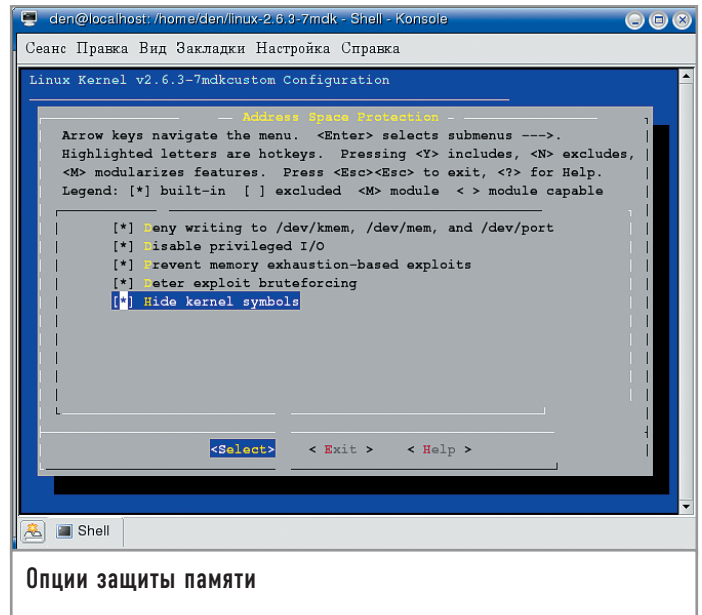 den@localhost: /home/den/linux-2.6.3-7mdk - Shell - Konsole
Сеанс Правка Вид Закладки Настройка Справка
Linux Kernel v2.6.3-7mdkcustom Configuration
Address Space Protection
Arrow keys navigate the menu. <Enter> selects submenus --->.
Highlighted letters are hotkeys. Pressing <Y> includes, <N> excludes,
<M> modularizes features. Press <Esc><Esc> to exit, <?> for Help.
Legend: [*] built-in [ ] excluded <M> module < > module capable
[*] Deny writing to /dev/kmem, /dev/mem, and /dev/port
[*] Disable privileged I/O
[*] Prevent memory exhaustion-based exploits
[*] Deter exploit bruteforcing
[*] Hide kernel symbols
<Select> < Exit > < Help >
Shell
Опции защиты памяти